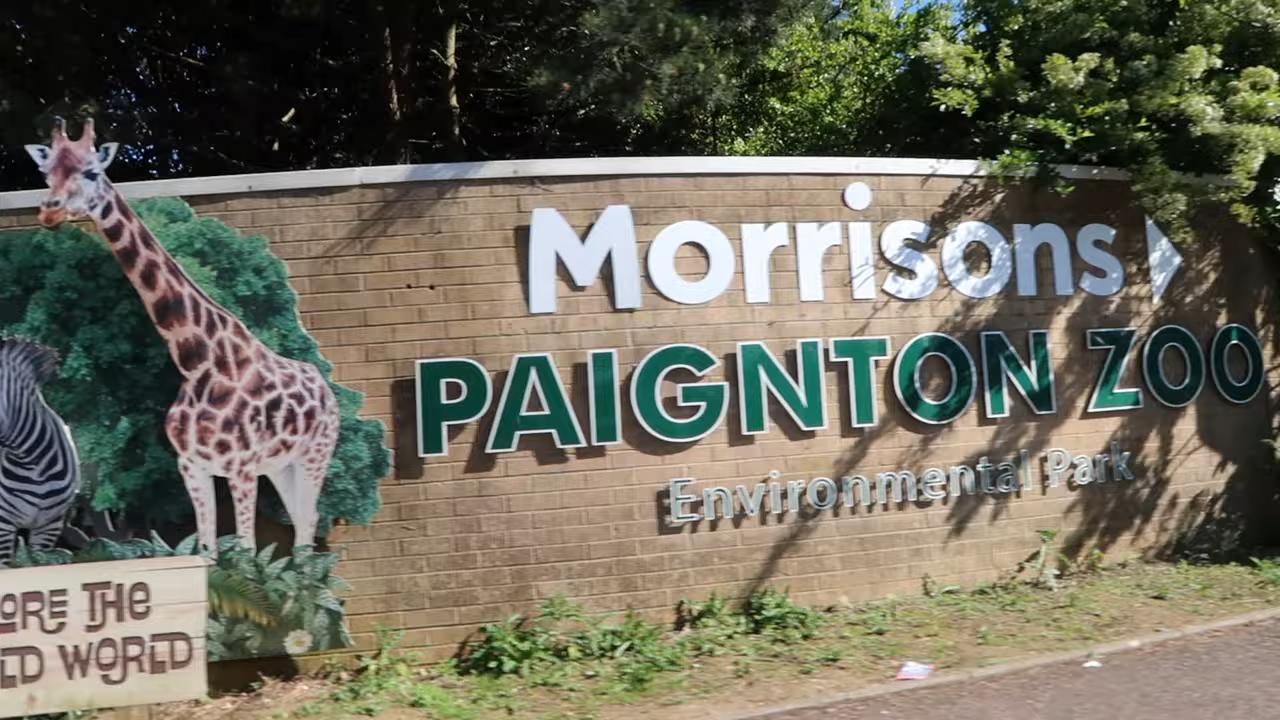 Morrisons
PAIGNTON ZOO
Environmental Park
THE
WORLD